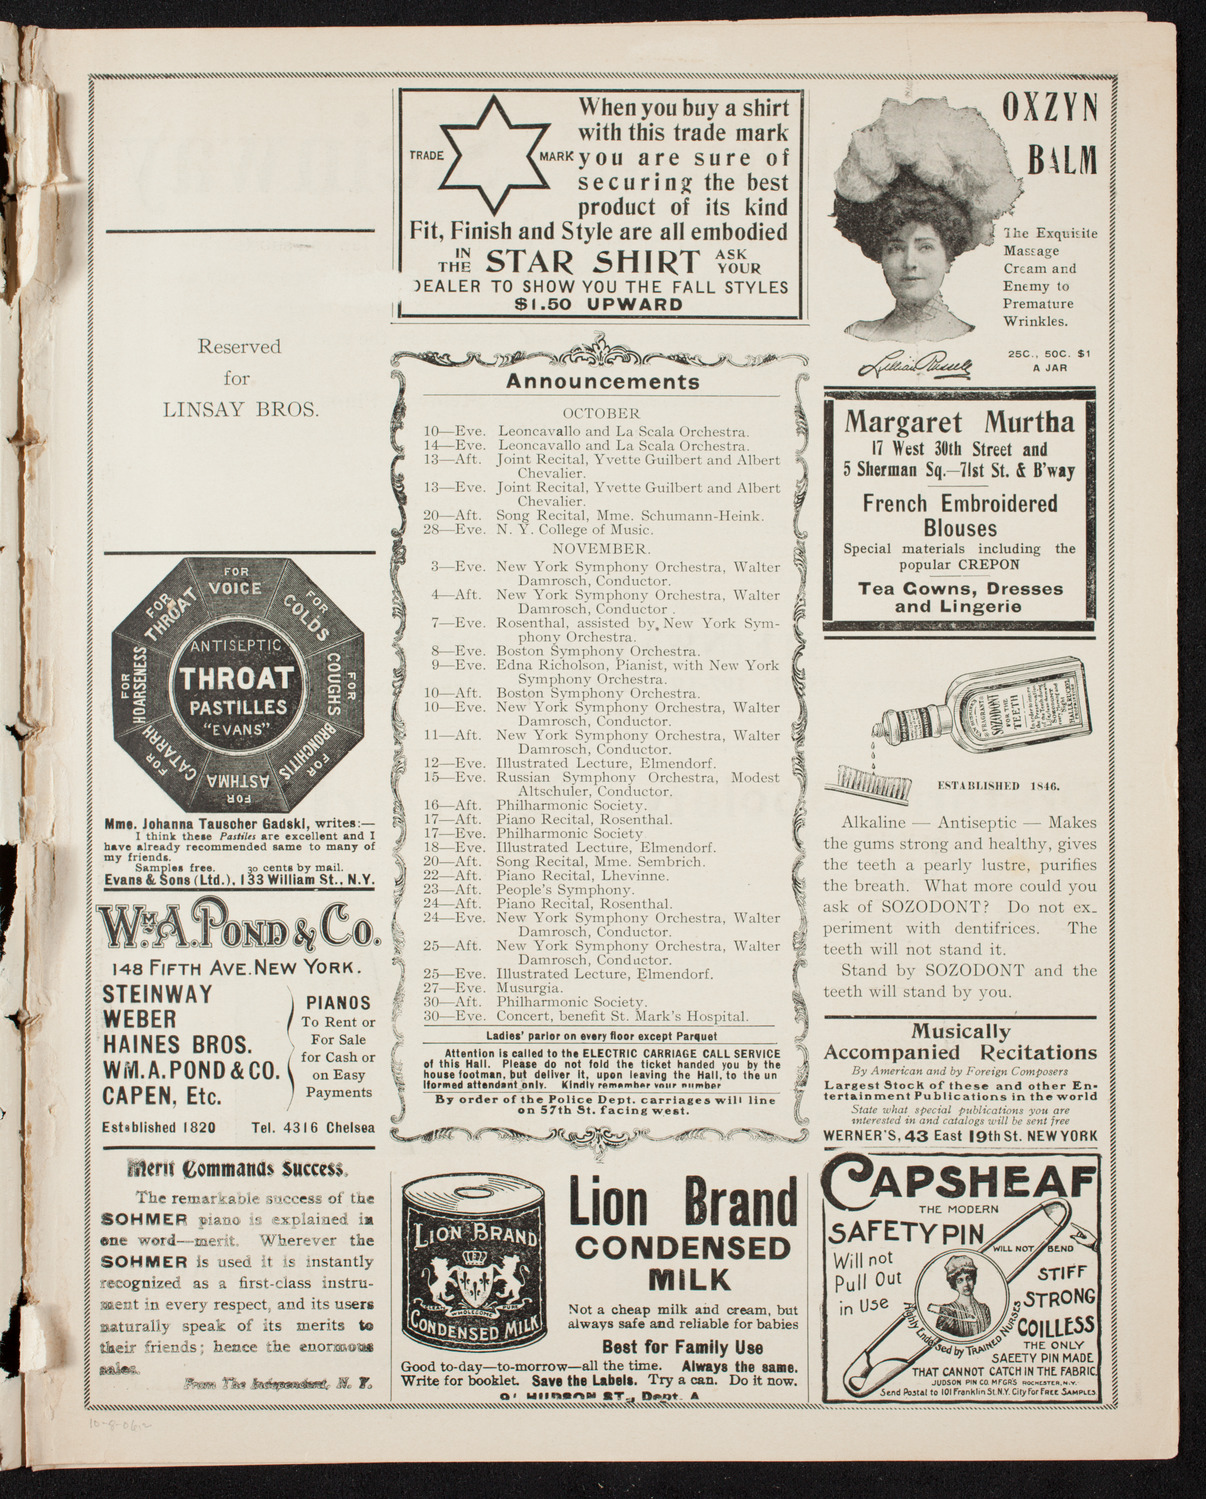 Reserved
for
LINSAY BROS.
FOR VOICE
FOR COLDS
FOR COUGHS
FOR BRONCHITIS
FOR ASTHMA
FOR CATARRH
FOR HOARSENESS
FOR THROAT
ANTISEPTIC
THROAT
PASTILLES
"EVANS"
Mme. Johanna Tauscher Gadski, writes:—
I think these Pastiles are excellent and I
have already recommended same to many of
my friends.
Samples free. 30 cents by mail.
Evans & Sons (Ltd.), 133 William St., N.Y.
WM. A. POND & CO.
148 FIFTH AVE. NEW YORK.
STEINWAY
WEBER
HAINES BROS.
WM. A. POND & CO.
CAPEN, Etc.
PIANOS
To Rent or
For Sale
for Cash or
on Easy
Payments
Established 1820 Tel. 4316 Chelsea
Merit Commands Success.
The remarkable success of the
SOHMER piano is explained in
one word—merit. Wherever the
SOHMER is used it is instantly
recognized as a first-class instru-
ment in every respect, and its users
naturally speak of its merits to
their friends; hence the enormous
sales.
From The Independent, N. Y.
TRADE MARK
When you buy a shirt
with this trade mark
you are sure of
securing the best
product of its kind
Fit, Finish and Style are all embodied
IN THE STAR SHIRT ASK YOUR
DEALER TO SHOW YOU THE FALL STYLES
$1.50 UPWARD
Announcements
OCTOBER
10—Eve. Leoncavallo and La Scala Orchestra.
14—Eve. Leoncavallo and La Scala Orchestra.
13—Aft. Joint Recital, Yvette Guilbert and Albert
Chevalier.
13—Eve. Joint Recital, Yvette Guilbert and Albert
Chevalier.
20—Aft. Song Recital, Mme. Schumann-Heink.
28—Eve. N. Y. College of Music.
NOVEMBER.
3—Eve. New York Symphony Orchestra, Walter
Damrosch, Conductor.
4—Aft. New York Symphony Orchestra, Walter
Damrosch, Conductor .
7—Eve. Rosenthal, assisted by New York Sym-
phony Orchestra.
8—Eve. Boston Symphony Orchestra.
9—Eve. Edna Richolson, Pianist, with New York
Symphony Orchestra.
10—Aft. Boston Symphony Orchestra.
10—Eve. New York Symphony Orchestra, Walter
Damrosch, Conductor.
11—Aft. New York Symphony Orchestra, Walter
Damrosch, Conductor.
12—Eve. Illustrated Lecture, Elmendorf.
15—Eve. Russian Symphony Orchestra, Modest
Altschuler, Conductor.
16—Aft. Philharmonic Society.
17—Aft. Piano Recital, Rosenthal.
17—Eve. Philharmonic Society
18—Eve. Illustrated Lecture, Elmendorf.
20—Aft. Song Recital, Mme. Sembrich.
22—Aft. Piano Recital, Lhevinne.
23—Aft. People's Symphony.
24—Aft. Piano Recital, Rosenthal.
24—Eve. New York Symphony Orchestra, Walter
Damrosch, Conductor.
25—Aft. New York Symphony Orchestra, Walter
Damrosch, Conductor.
25—Eve. Illustrated Lecture, Elmendorf.
27—Eve. Musurgia.
30—Aft. Philharmonic Society.
30—Eve. Concert, benefit St. Mark's Hospital.
Ladies' parlor on every floor except Parquet
Attention is called to the ELECTRIC CARRIAGE CALL SERVICE
of this Hall. Please do not fold the ticket handed you by the
house footman, but deliver it, upon leaving the Hall, to the un
iformed attendant only. Kindly remember your number
By order of the Police Dept. carriages will line
on 57th St. facing west.
LION BRAND
CLEAN WHOLESOME PURE
CONDENSED MILK
Lion Brand
CONDENSED
MILK
Not a cheap milk and cream, but
always safe and reliable for babies
Best for Family Use
Good to-day—to-morrow—all the time. Always the same.
Write for booklet. Save the Labels. Try a can. Do it now.
HUDSON ST., Dept. A
OXZYN
BALM
The Exquisite
Massage
Cream and
Enemy to
Premature
Wrinkles.
Lillian Russell
25C., 50C. $1
A JAR
Margaret Murtha
17 West 30th Street and
5 Sherman Sq.—71st St. & B'way
French Embroidered
Blouses
Special materials including the
popular CREPON
Tea Gowns, Dresses
and Lingerie
SOZODONT
FOR THE
TEETH
ESTABLISHED 1846.
Alkaline — Antiseptic — Makes
the gums strong and healthy, gives
the teeth a pearly lustre, purifies
the breath. What more could you
ask of SOZODONT? Do not ex-
periment with dentifrices. The
teeth will not stand it.
Stand by SOZODONT and the
teeth will stand by you.
Musically
Accompanied Recitations
By American and by Foreign Composers
Largest Stock of these and other En-
tertainment Publications in the world
State what special publications you are
interested in and catalogs will be sent free
WERNER'S, 43 East 19th St. NEW YORK
CAPSHEAF
THE MODERN
SAFETY PIN
WILL NOT BEND
Will not
Pull Out
in Use
STIFF
STRONG
COILLESS
Highly Endorsed by TRAINED NURSES
THE ONLY
SAFETY PIN MADE
THAT CANNOT CATCH IN THE FABRIC.
JUDSON PIN CO. MFGRS ROCHESTER, N.Y.
Send Postal to 101 Franklin St. N.Y. City for FREE SAMPLES
10-8-06-2